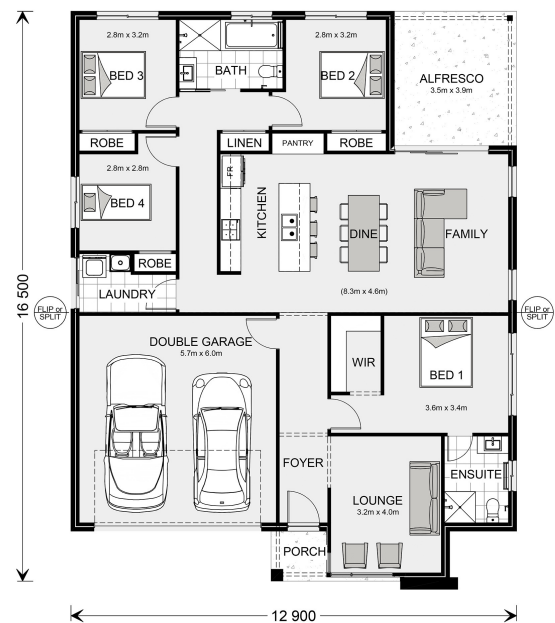 2.8m x 3.2m
2.8m x 3.2m
BED 3
BATH
BED 2
ALFRESCO
3.5m x 3.9m
ROBE
LINEN
PANTRY
ROBE
2.8m x 2.8m
FR
BED 4
KITCHEN
DINE
FAMILY
ROBE
LAUNDRY
(8.3m x 4.6m)
16 500
FLIP or
SPLIT
FLIP or
SPLIT
DOUBLE GARAGE
5.7m x 6.0m
WIR
BED 1
3.6m x 3.4m
FOYER
ENSUITE
LOUNGE
3.2m x 4.0m
PORCH
12 900